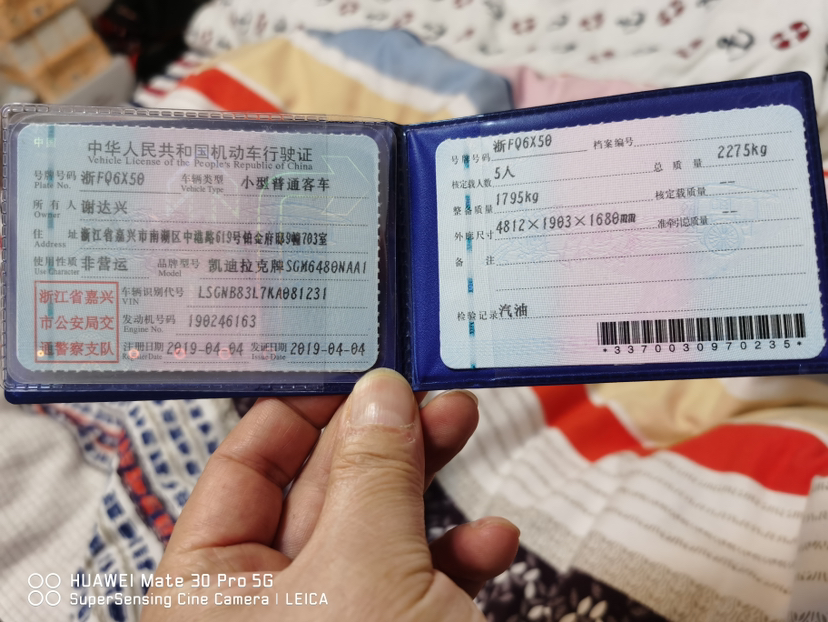 中华人民共和国机动车行驶证
Vehicle License of the People's Republic of China
号牌号码 浙FQ6X50 车辆类型 小型普通客车
Plate No. Vehicle Type
所有人 谢达兴
Owner
住 址 浙江省嘉兴市南湖区中环路619号铂金府邸9幢703室
Address
使用性质 非营运 品牌型号 凯迪拉克牌SGM6480NAA1
Use Character Model
浙江省嘉兴市公安局交通警察支队
车辆识别代号 LSGNB83L7KA081231
VIN
发动机号码 190246163
Engine No.
注册日期 2019-04-04 发证日期 2019-04-04
Register Date Issue Date
号牌号码 浙FQ6X50 档案编号
核定载人数 5人 总质量 2275kg
整备质量 1795kg 核定载质量 --
外廓尺寸 4812×1903×1680mm 准牵引总质量 --
备 注
检验记录 汽油
*3370030970235*
HUAWEI Mate 30 Pro 5G
SuperSensing Cine Camera | LEICA